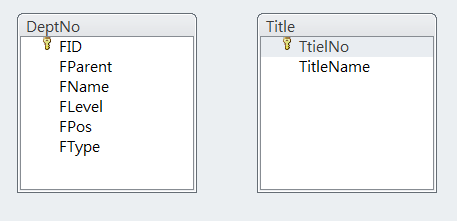 DeptNo
FID
FParent
FName
FLevel
FPos
FType
Title
TtielNo
TitleName